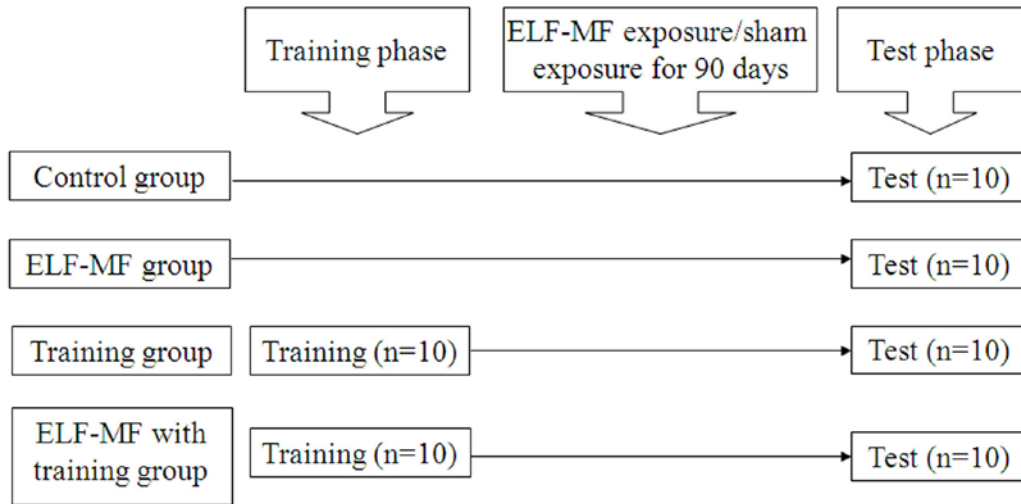 Training phase
ELF-MF exposure/sham
exposure for 90 days
Test phase
Control group
Test (n=10)
ELF-MF group
Test (n=10)
Training group
Training (n=10)
Test (n=10)
ELF-MF with
training group
Training (n=10)
Test (n=10)